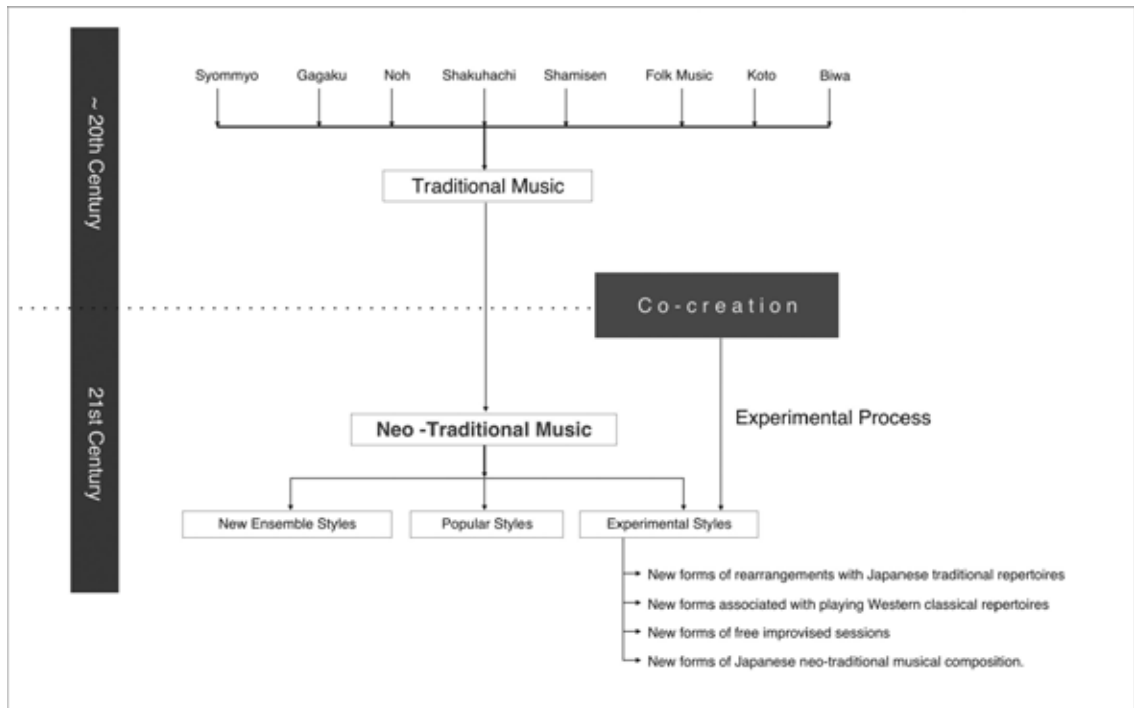 ~ 20th Century
Syommyo Gagaku Noh Shakuhachi Shamisen Folk Music Koto Biwa
Traditional Music
Co-creation
21st Century
Experimental Process
Neo -Traditional Music
New Ensemble Styles Popular Styles Experimental Styles
New forms of rearrangements with Japanese traditional repertoires
New forms associated with playing Western classical repertoires
New forms of free improvised sessions
New forms of Japanese neo-traditional musical composition.